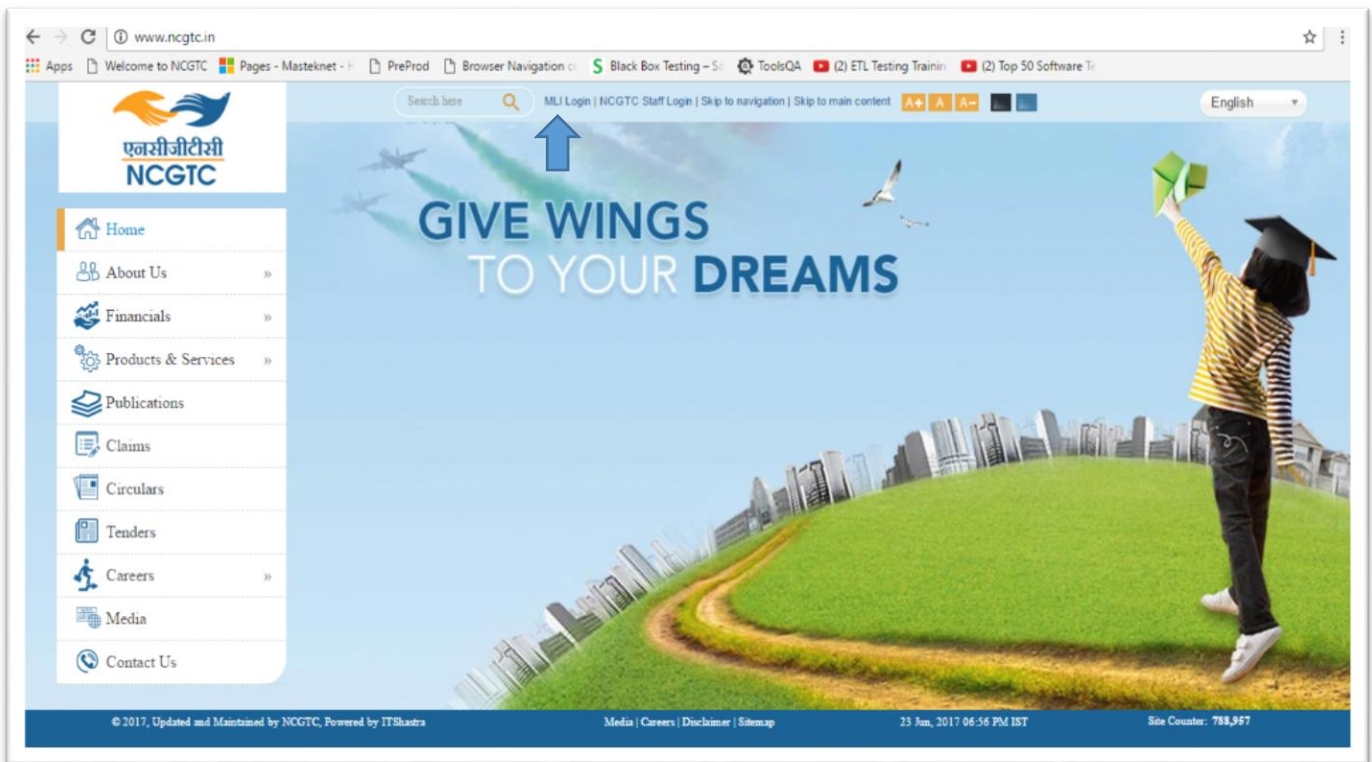 www.ncgtc.in
Apps Welcome to NCGTC Pages - Masteknet - H PreProd Browser Navigation co Black Box Testing – So ToolsQA (2) ETL Testing Trainin (2) Top 50 Software Te
Search here MLI Login | NCGTC Staff Login | Skip to navigation | Skip to main content A+ A A- English
एनसीजीटीसी
NCGTC
GIVE WINGS
TO YOUR DREAMS
Home
About Us »
Financials »
Products & Services »
Publications
Claims
Circulars
Tenders
Careers »
Media
Contact Us
© 2017, Updated and Maintained by NCGTC, Powered by ITShastra Media | Careers | Disclaimer | Sitemap 23 Jun, 2017 06:56 PM IST Site Counter: 788,957